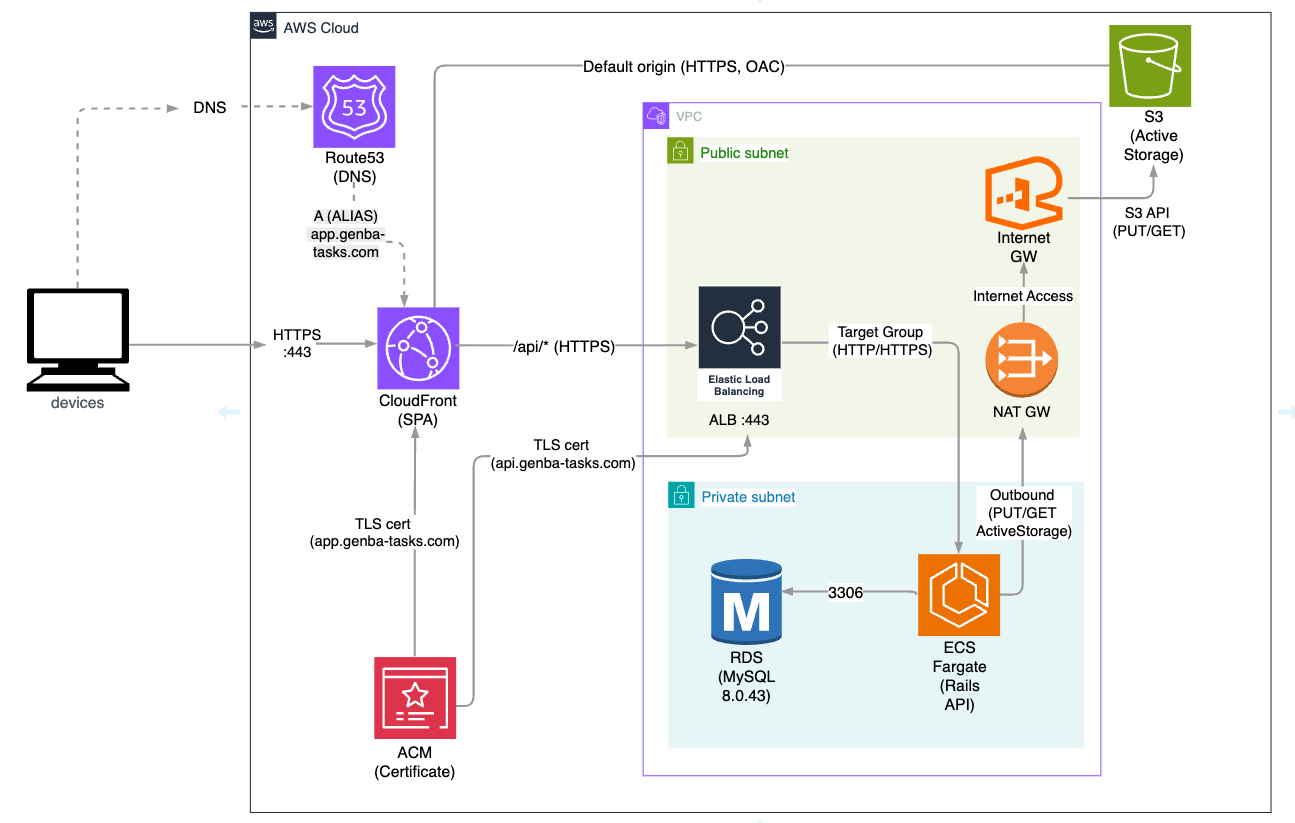 aws
AWS Cloud
Default origin (HTTPS, OAC)
DNS
53
Route53
(DNS)
VPC
Public subnet
S3
(Active
Storage)
A (ALIAS)
app.genba-
tasks.com
S3 API
(PUT/GET)
Internet
GW
Internet Access
HTTPS
:443
/api/* (HTTPS)
Target Group
(HTTP/HTTPS)
Elastic Load
Balancing
devices
CloudFront
(SPA)
ALB :443
NAT GW
TLS cert
(api.genba-tasks.com)
Private subnet
Outbound
(PUT/GET
ActiveStorage)
TLS cert
(app.genba-tasks.com)
M
3306
RDS
(MySQL
8.0.43)
ECS
Fargate
(Rails
API)
ACM
(Certificate)